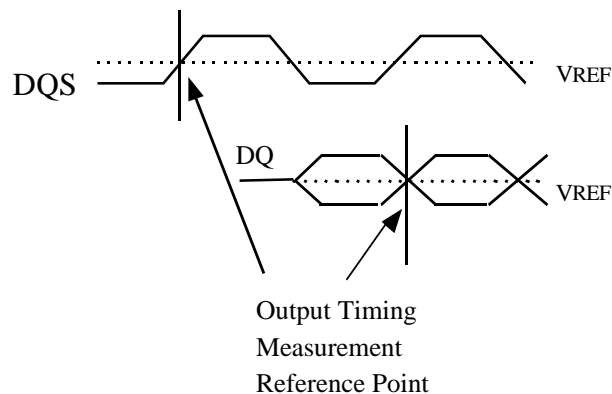 DQS
VREF
DQ
VREF
Output Timing
Measurement
Reference Point